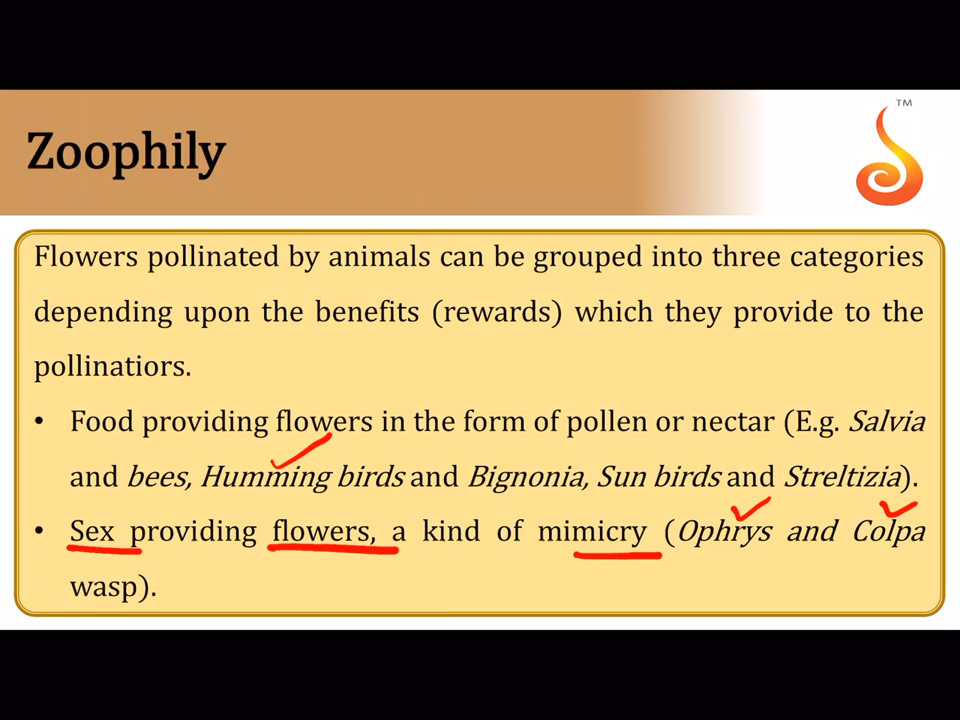 TM
Zoophily
Flowers pollinated by animals can be grouped into three categories
depending upon the benefits (rewards) which they provide to the
pollinatiors.
• Food providing flowers in the form of pollen or nectar (E.g. Salvia
and bees, Humming birds and Bignonia, Sun birds and Streltizia).
• Sex providing flowers, a kind of mimicry (Ophrys and Colpa
wasp).